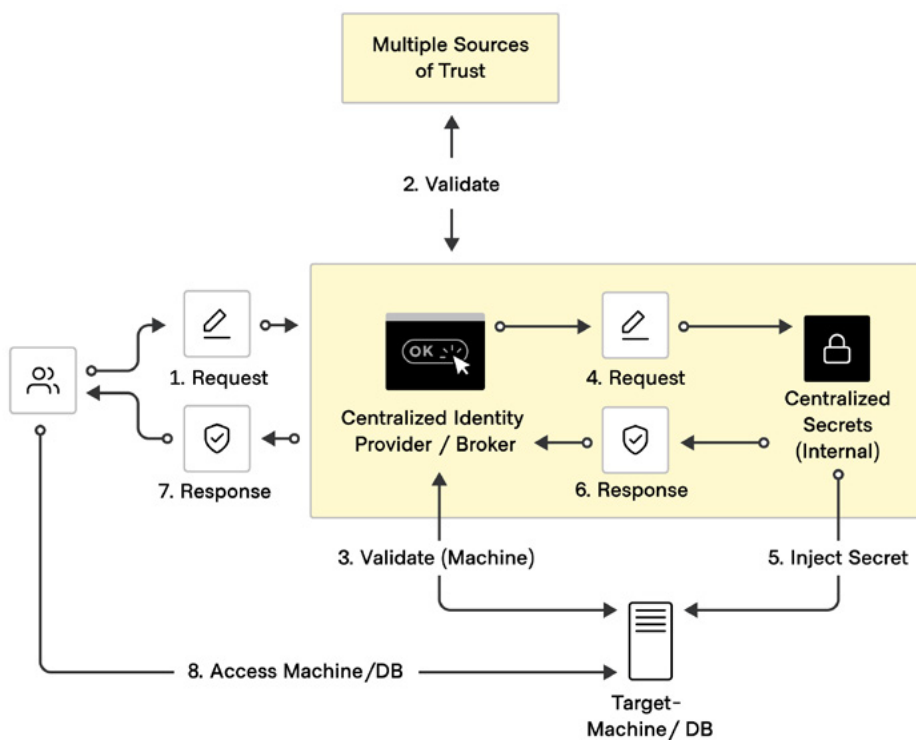 Multiple Sources
of Trust
2. Validate
1. Request
OK
4. Request
Centralized Identity
Provider / Broker
Centralized
Secrets
(Internal)
7. Response
6. Response
3. Validate (Machine)
5. Inject Secret
8. Access Machine/DB
Target-
Machine/ DB